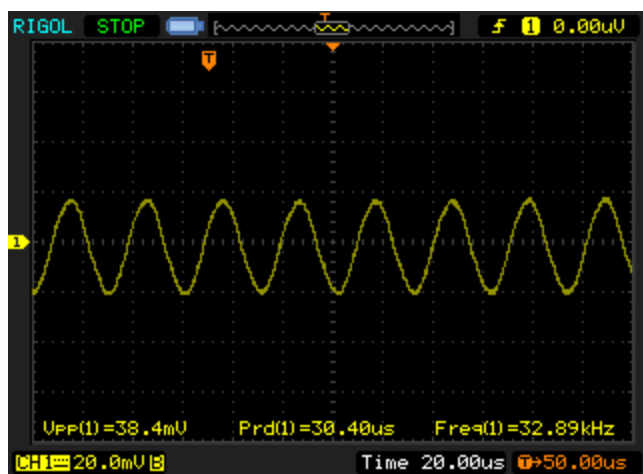 RIGOL STOP T 1 0.00uV
T
1
Vpp(1)=38.4mV Prd(1)=30.40us Freq(1)=32.89kHz
CH1 20.0mV B Time 20.00us T→50.00us